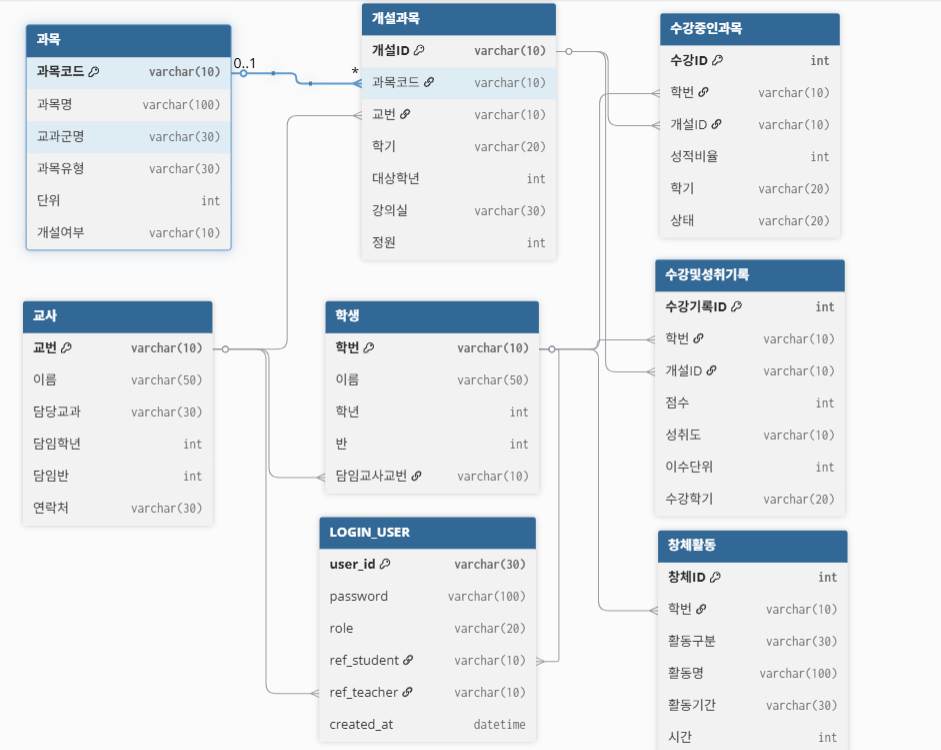 과목
과목코드 varchar(10)
과목명 varchar(100)
교과군명 varchar(30)
과목유형 varchar(30)
단위 int
개설여부 varchar(10)
0..1
*
개설과목
개설ID varchar(10)
과목코드 varchar(10)
교번 varchar(10)
학기 varchar(20)
대상학년 int
강의실 varchar(30)
정원 int
수강중인과목
수강ID int
학번 varchar(10)
개설ID varchar(10)
성적비율 int
학기 varchar(20)
상태 varchar(20)
교사
교번 varchar(10)
이름 varchar(50)
담당교과 varchar(30)
담임학년 int
담임반 int
연락처 varchar(30)
학생
학번 varchar(10)
이름 varchar(50)
학년 int
반 int
담임교사교번 varchar(10)
수강및성취기록
수강기록ID int
학번 varchar(10)
개설ID varchar(10)
점수 int
성취도 varchar(10)
이수단위 int
수강학기 varchar(20)
LOGIN_USER
user_id varchar(30)
password varchar(100)
role varchar(20)
ref_student varchar(10)
ref_teacher varchar(10)
created_at datetime
창체활동
창체ID int
학번 varchar(10)
활동구분 varchar(30)
활동명 varchar(100)
활동기간 varchar(30)
시간 int